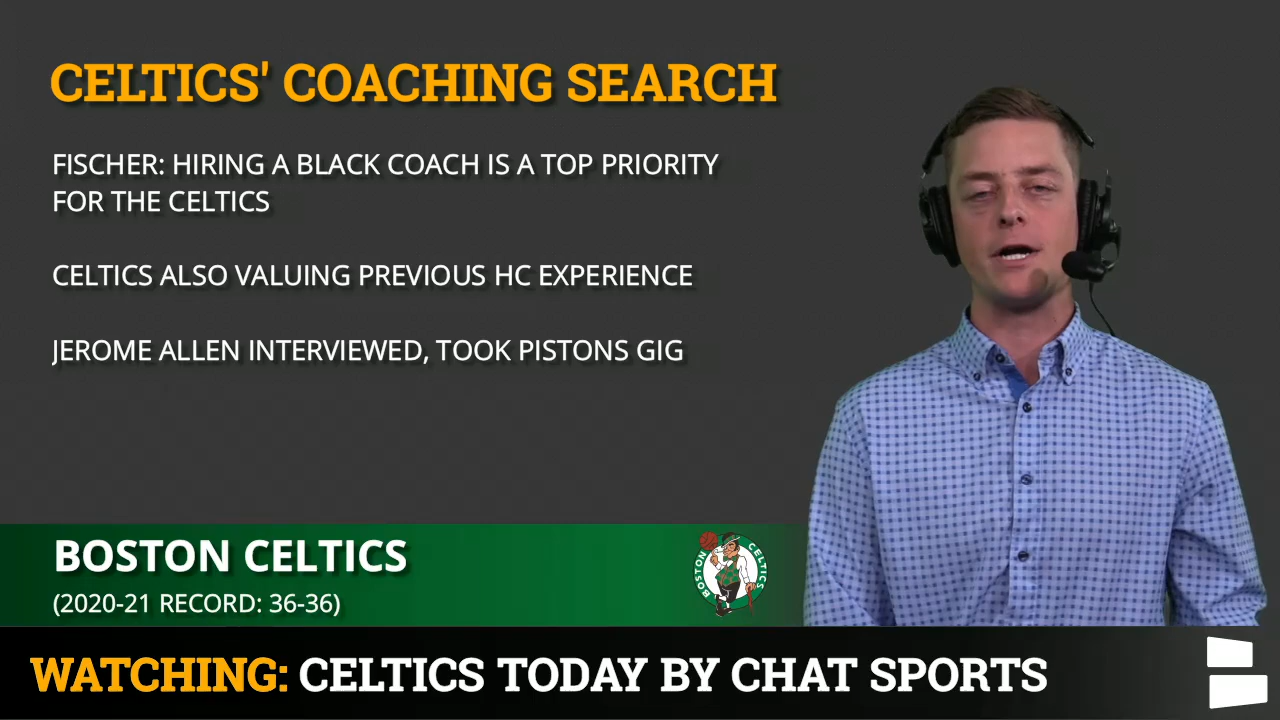 CELTICS' COACHING SEARCH
FISCHER: HIRING A BLACK COACH IS A TOP PRIORITY
FOR THE CELTICS
CELTICS ALSO VALUING PREVIOUS HC EXPERIENCE
JEROME ALLEN INTERVIEWED, TOOK PISTONS GIG
BOSTON CELTICS
(2020-21 RECORD: 36-36)
BOSTON CELTICS
WATCHING: CELTICS TODAY BY CHAT SPORTS